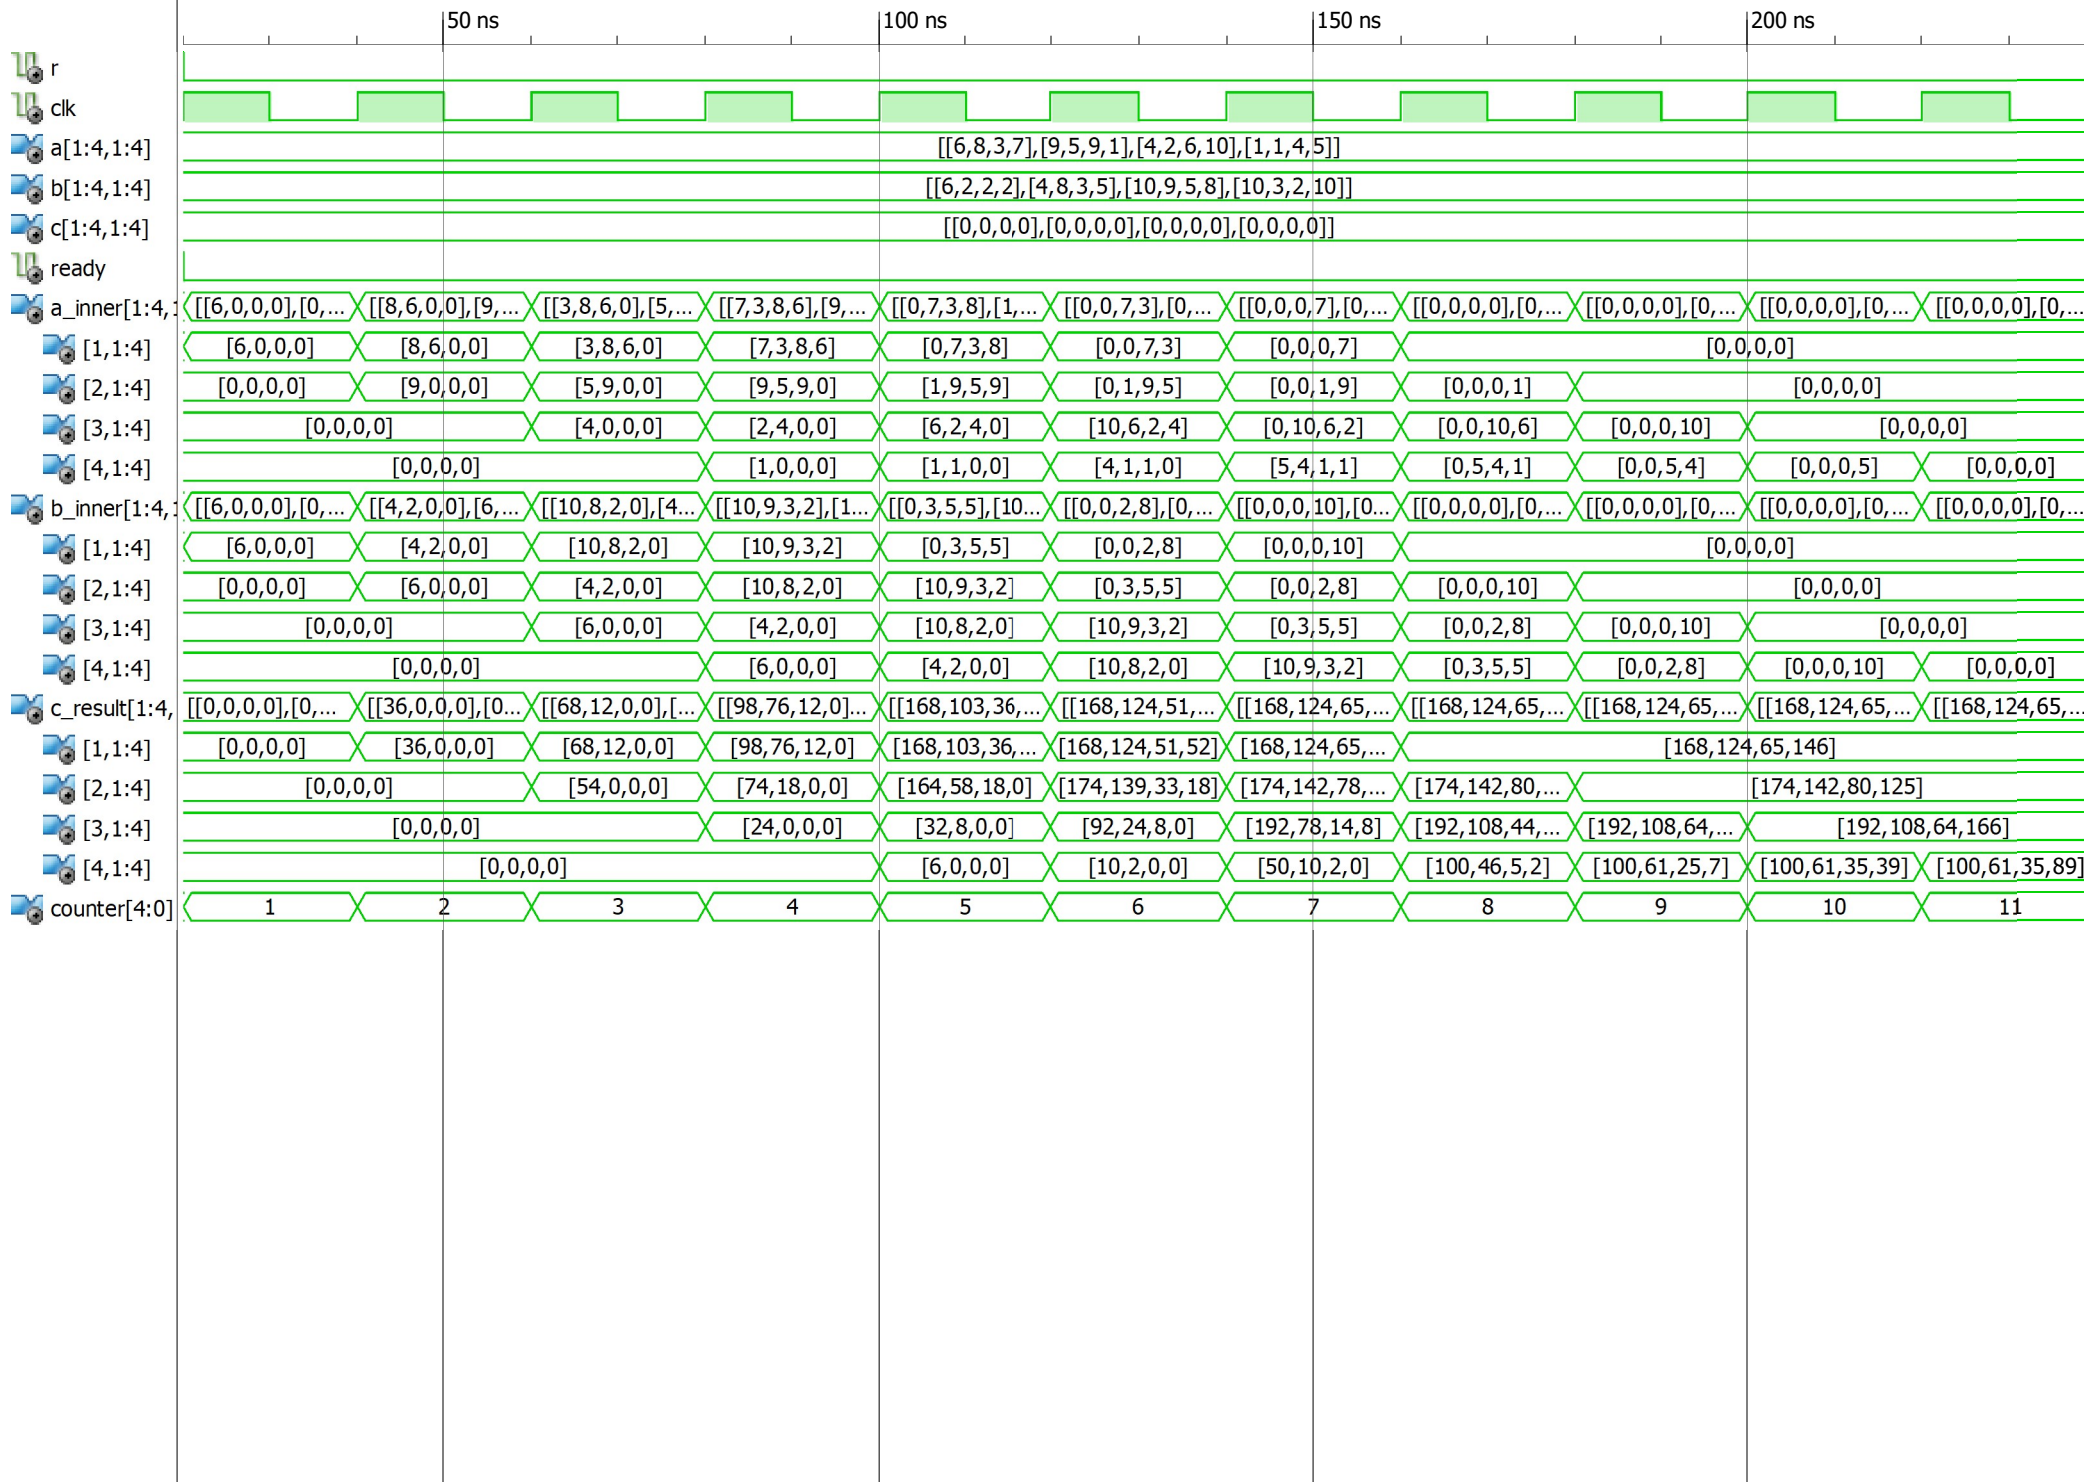 50 ns 100 ns 150 ns 200 ns
r
clk
a[1:4,1:4] [[6,8,3,7],[9,5,9,1],[4,2,6,10],[1,1,4,5]]
b[1:4,1:4] [[6,2,2,2],[4,8,3,5],[10,9,5,8],[10,3,2,10]]
c[1:4,1:4] [[0,0,0,0],[0,0,0,0],[0,0,0,0],[0,0,0,0]]
ready
a_inner[1:4,1 [[6,0,0,0],[0,... [[8,6,0,0],[9,... [[3,8,6,0],[5,... [[7,3,8,6],[9,... [[0,7,3,8],[1,... [[0,0,7,3],[0,... [[0,0,0,7],[0,... [[0,0,0,0],[0,... [[0,0,0,0],[0,... [[0,0,0,0],[0,... [[0,0,0,0],[0,...
[1,1:4] [6,0,0,0] [8,6,0,0] [3,8,6,0] [7,3,8,6] [0,7,3,8] [0,0,7,3] [0,0,0,7] [0,0,0,0]
[2,1:4] [0,0,0,0] [9,0,0,0] [5,9,0,0] [9,5,9,0] [1,9,5,9] [0,1,9,5] [0,0,1,9] [0,0,0,1] [0,0,0,0]
[3,1:4] [0,0,0,0] [4,0,0,0] [2,4,0,0] [6,2,4,0] [10,6,2,4] [0,10,6,2] [0,0,10,6] [0,0,0,10] [0,0,0,0]
[4,1:4] [0,0,0,0] [1,0,0,0] [1,1,0,0] [4,1,1,0] [5,4,1,1] [0,5,4,1] [0,0,5,4] [0,0,0,5] [0,0,0,0]
b_inner[1:4,1 [[6,0,0,0],[0,... [[4,2,0,0],[6,... [[10,8,2,0],[4... [[10,9,3,2],[1... [[0,3,5,5],[10... [[0,0,2,8],[0,... [[0,0,0,10],[0... [[0,0,0,0],[0,... [[0,0,0,0],[0,... [[0,0,0,0],[0,... [[0,0,0,0],[0,...
[1,1:4] [6,0,0,0] [4,2,0,0] [10,8,2,0] [10,9,3,2] [0,3,5,5] [0,0,2,8] [0,0,0,10] [0,0,0,0]
[2,1:4] [0,0,0,0] [6,0,0,0] [4,2,0,0] [10,8,2,0] [10,9,3,2] [0,3,5,5] [0,0,2,8] [0,0,0,10] [0,0,0,0]
[3,1:4] [0,0,0,0] [6,0,0,0] [4,2,0,0] [10,8,2,0] [10,9,3,2] [0,3,5,5] [0,0,2,8] [0,0,0,10] [0,0,0,0]
[4,1:4] [0,0,0,0] [6,0,0,0] [4,2,0,0] [10,8,2,0] [10,9,3,2] [0,3,5,5] [0,0,2,8] [0,0,0,10] [0,0,0,0]
c_result[1:4, [[0,0,0,0],[0,... [[36,0,0,0],[0... [[68,12,0,0],[... [[98,76,12,0]... [[168,103,36,... [[168,124,51,... [[168,124,65,... [[168,124,65,... [[168,124,65,... [[168,124,65,... [[168,124,65,...
[1,1:4] [0,0,0,0] [36,0,0,0] [68,12,0,0] [98,76,12,0] [168,103,36,... [168,124,51,52] [168,124,65,... [168,124,65,146]
[2,1:4] [0,0,0,0] [54,0,0,0] [74,18,0,0] [164,58,18,0] [174,139,33,18] [174,142,78,... [174,142,80,... [174,142,80,125]
[3,1:4] [0,0,0,0] [24,0,0,0] [32,8,0,0] [92,24,8,0] [192,78,14,8] [192,108,44,... [192,108,64,... [192,108,64,166]
[4,1:4] [0,0,0,0] [6,0,0,0] [10,2,0,0] [50,10,2,0] [100,46,5,2] [100,61,25,7] [100,61,35,39] [100,61,35,89]
counter[4:0] 1 2 3 4 5 6 7 8 9 10 11